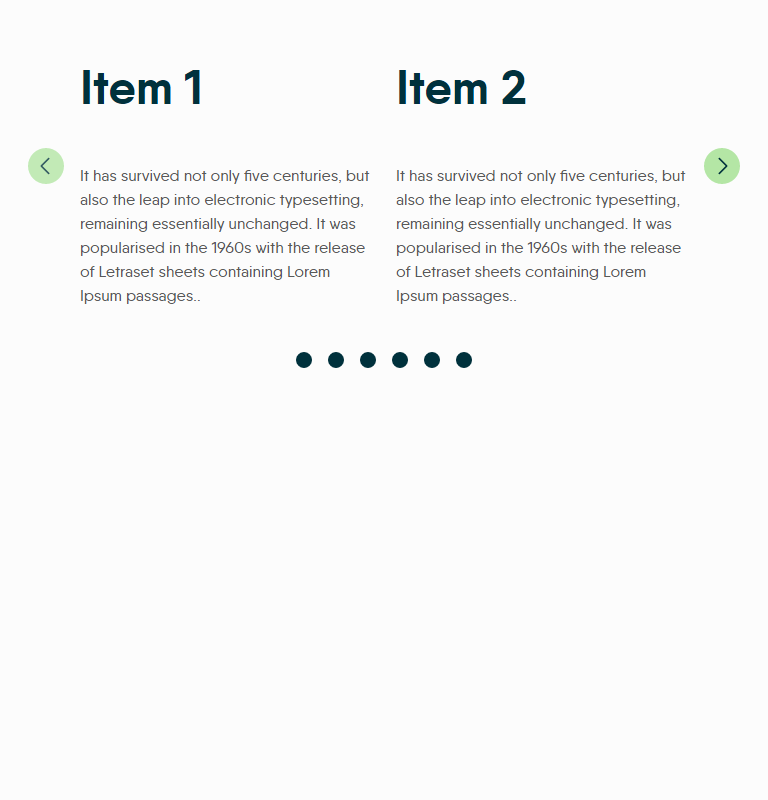 Item 1
It has survived not only five centuries, but
also the leap into electronic typesetting,
remaining essentially unchanged. It was
popularised in the 1960s with the release
of Letraset sheets containing Lorem
Ipsum passages..
Item 2
It has survived not only five centuries, but
also the leap into electronic typesetting,
remaining essentially unchanged. It was
popularised in the 1960s with the release
of Letraset sheets containing Lorem
Ipsum passages..